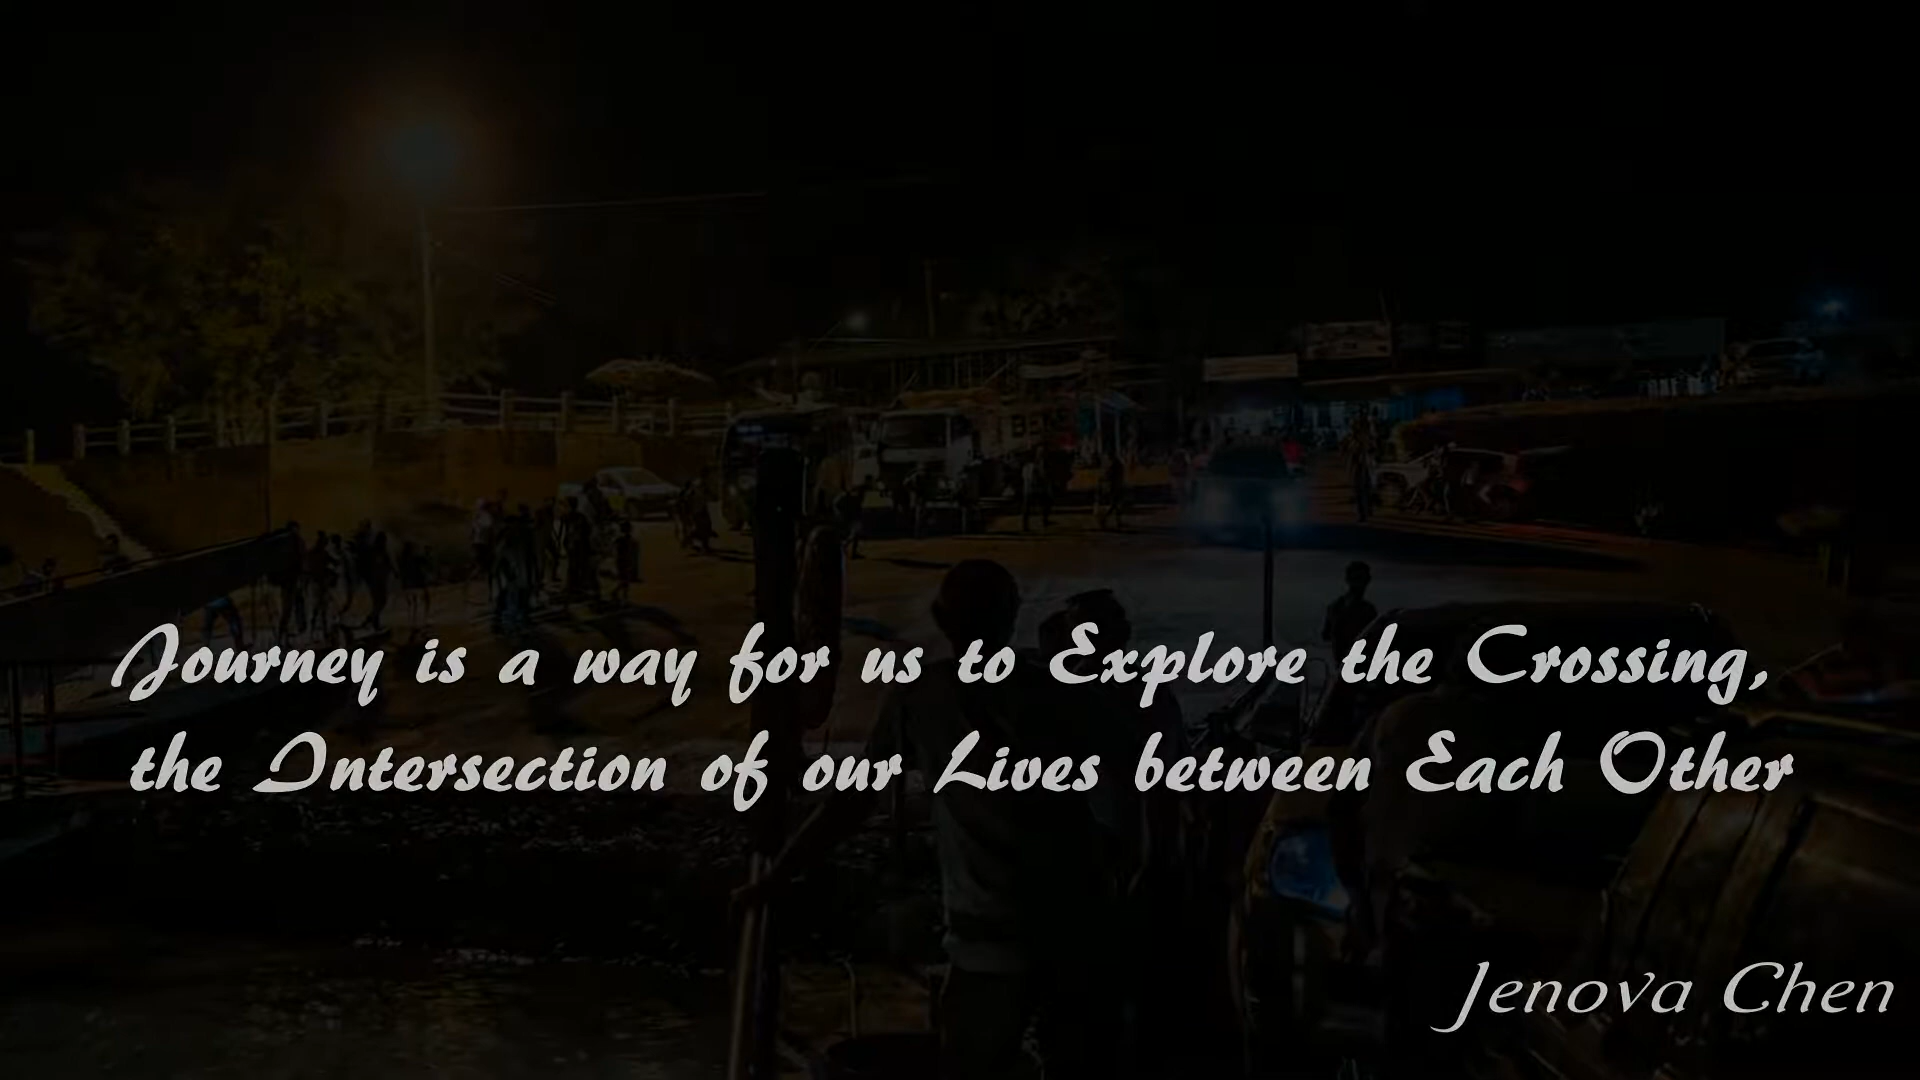 Journey is a way for us to Explore the Crossing,
the Intersection of our Lives between Each Other
Jenova Chen